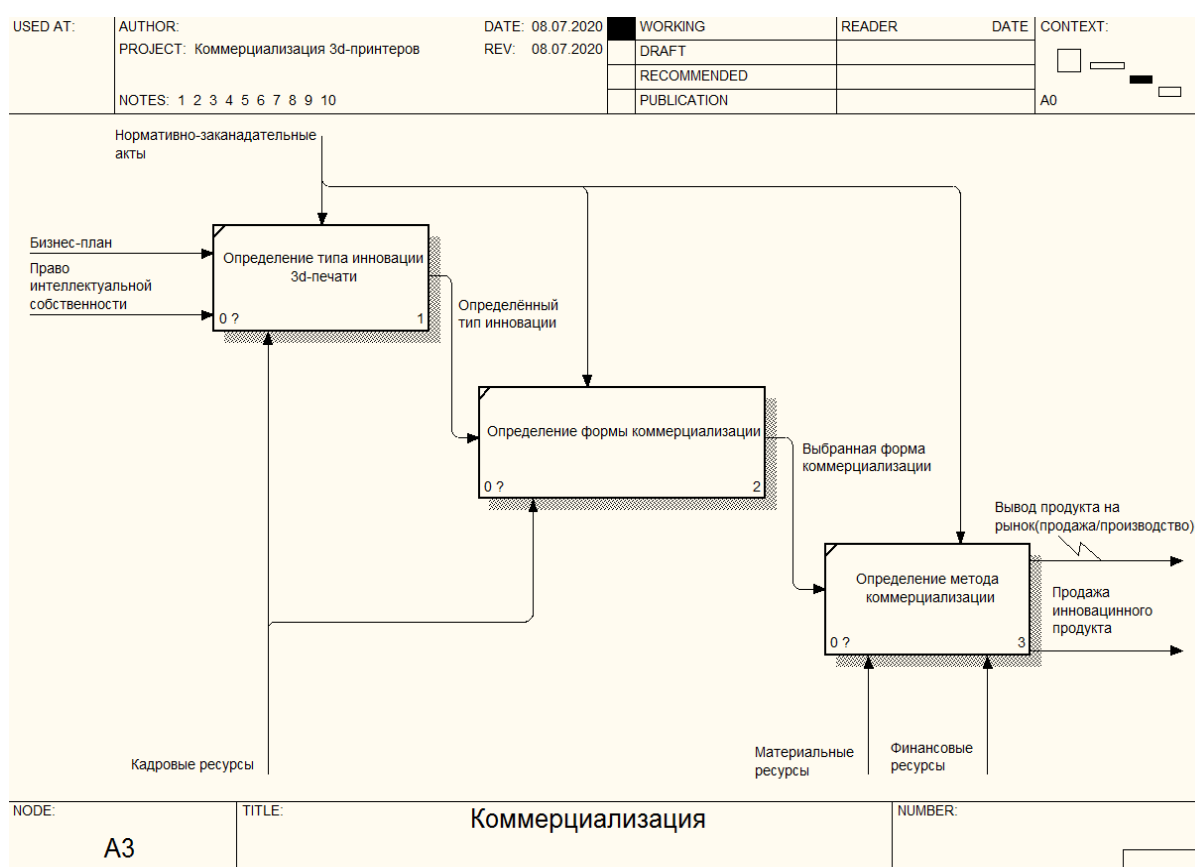 USED AT:
AUTHOR:
DATE: 08.07.2020
WORKING
READER
DATE
CONTEXT:
PROJECT: Коммерциализация 3d-принтеров
REV: 08.07.2020
DRAFT
RECOMMENDED
NOTES: 1 2 3 4 5 6 7 8 9 10
PUBLICATION
A0
Нормативно-заканадательные
акты
Бизнес-план
Право
интеллектуальной
собственности
Определение типа инновации
3d-печати
0 ?
1
Определённый
тип инновации
Определение формы коммерциализации
0 ?
2
Выбранная форма
коммерциализации
Вывод продукта на
рынок(продажа/производство)
Определение метода
коммерциализации
0 ?
3
Продажа
инновацинного
продукта
Кадровые ресурсы
Материальные
ресурсы
Финансовые
ресурсы
NODE:
A3
TITLE:
Коммерциализация
NUMBER: